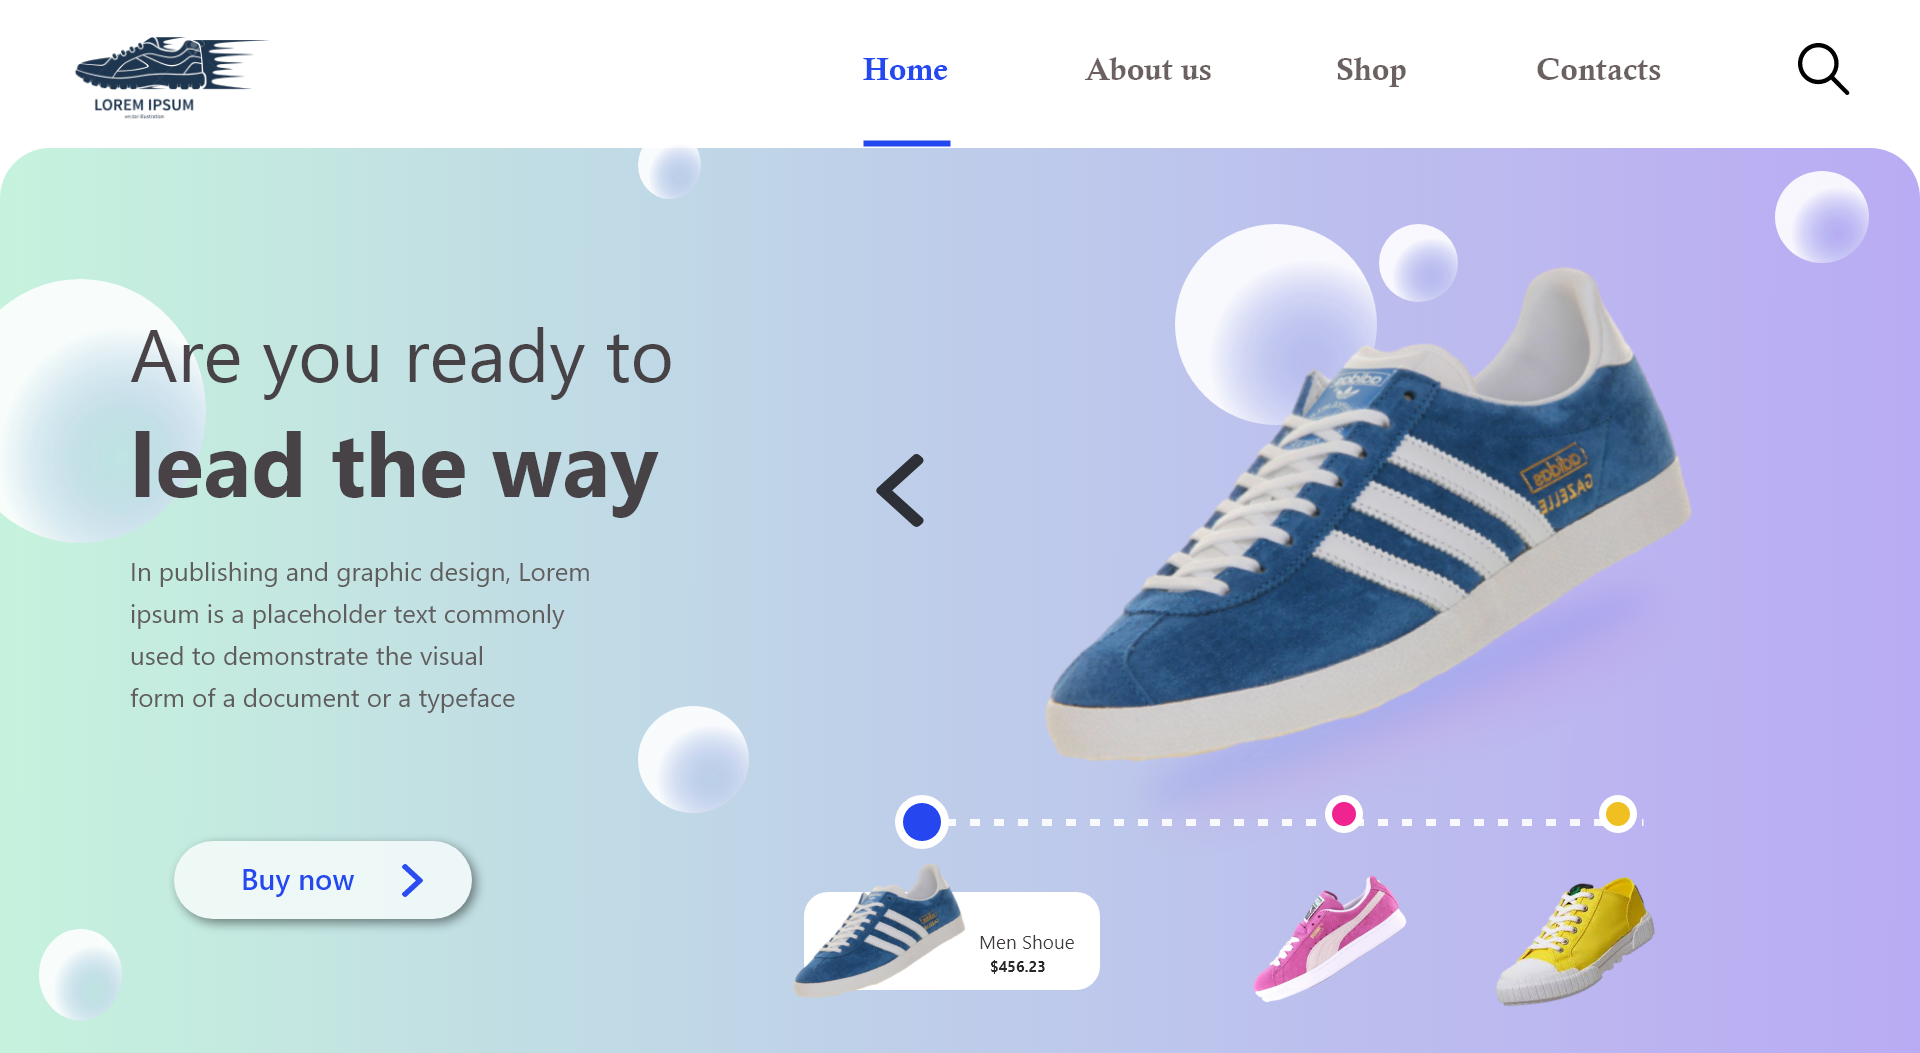 LOREM IPSUM
vector illustration
Home
About us
Shop
Contacts
Are you ready to
lead the way
In publishing and graphic design, Lorem
ipsum is a placeholder text commonly
used to demonstrate the visual
form of a document or a typeface
adidas
adidas
GAZELLE
Buy now
Men Shoue
$456.23